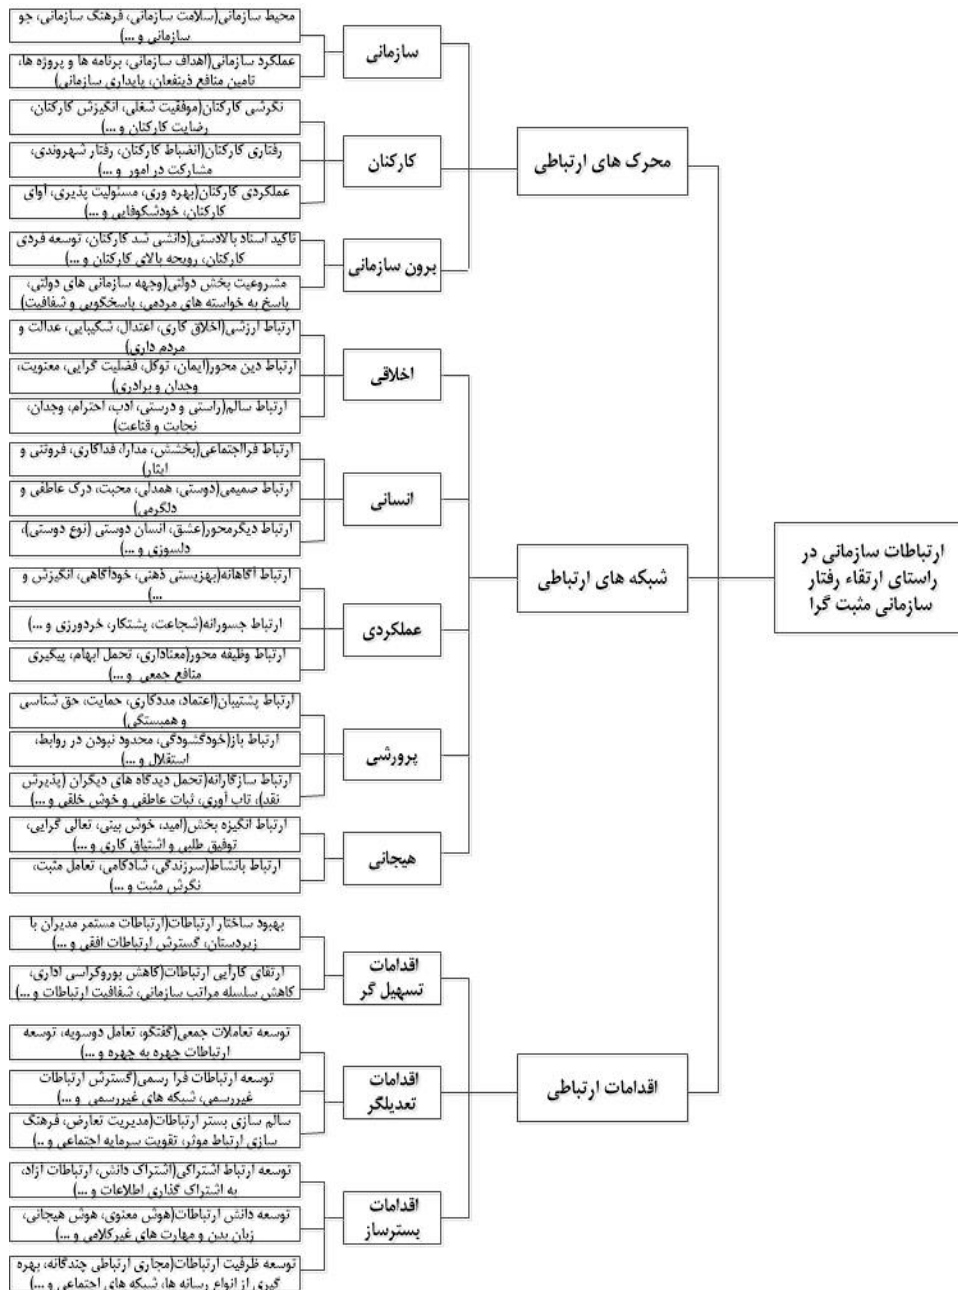 ارتباطات سازمانی در
راستای ارتقاء رفتار
سازمانی مثبت گرا
محرک های ارتباطی
سازمانی
محیط سازمانی(سلامت سازمانی، فرهنگ سازمانی، جو
سازمانی و ...)
عملکرد سازمانی(اهداف سازمانی، برنامه ها و پروژه ها،
تامین منافع ذینفعان، پایداری سازمانی)
کارکنان
نگرشی کارکنان(موفقیت شغلی، انگیزش کارکنان،
رضایت کارکنان و ...)
رفتاری کارکنان(انضباط کارکنان، رفتار شهروندی،
مشارکت در امور و ...)
عملکردی کارکنان(بهره وری، مسئولیت پذیری، آوای
کارکنان، خودشکوفایی و ...)
برون سازمانی
تاکید اسناد بالادستی(دانشی شد کارکنان، توسعه فردی
کارکنان، رویحه بالای کارکنان و ...)
مشروعیت بخش دولتی(وجهه سازمانی های دولتی،
پاسخ به خواسته های مردمی، پاسخگویی و شفافیت)
شبکه های ارتباطی
اخلاقی
ارتباط ارزشی(اخلاق کاری، اعتدال، شکیبایی، عدالت و
مردم داری)
ارتباط دین محور(ایمان، توکل، فضلیت گرایی، معنویت،
وجدان و برادری)
ارتباط سالم(راستی و درستی، ادب، احترام، وجدان،
نجابت و قناعت)
انسانی
ارتباط فرااجتماعی(بخشش، مدارا، فداکاری، فروتنی و
ایثار)
ارتباط صمیمی(دوستی، همدلی، محبت، درک عاطفی و
دلگرمی)
ارتباط دیگرمحور(عشق، انسان دوستی (نوع دوستی)،
دلسوزی و ...)
عملکردی
ارتباط آگاهانه(بهزیستی ذهنی، خودآگاهی، انگیزش و
...)
ارتباط جسورانه(شجاعت، پشتکار، خردورزی و ...)
ارتباط وظیفه محور(معناداری، تحمل ابهام، پیگیری
منافع جمعی و ...)
پرورشی
ارتباط پشتیبان(اعتماد، مددکاری، حمایت، حق شناسی
و همبستگی)
ارتباط باز(خودگشودگی، محدود نبودن در روابط،
استقلال و ...)
ارتباط سازگارانه(تحمل دیدگاه های دیگران (پذیرش
نقد)، تاب آوری، ثبات عاطفی و خوش خلقی و ...)
هیجانی
ارتباط انگیزه بخش(امید، خوش بینی، تعالی گرایی،
توفیق طلبی و اشتیاق کاری و ...)
ارتباط بانشاط(سرزندگی، شادکامی، تعامل مثبت،
نگرش مثبت و ...)
اقدامات ارتباطی
اقدامات
تسهیل گر
بهبود ساختار ارتباطات(ارتباطات مستمر مدیران با
زیردستان، گسترش ارتباطات افقی و ...)
ارتقای کارآیی ارتباطات(کاهش بوروکراسی اداری،
کاهش سلسله مراتب سازمانی، شفافیت ارتباطات و ...)
اقدامات
تعدیلگر
توسعه تعاملات جمعی(گفتگو، تعامل دوسویه، توسعه
ارتباطات چهره به چهره و ...)
توسعه ارتباطات فرا رسمی(گسترش ارتباطات
غیررسمی، شبکه های غیررسمی و ...)
سالم سازی بستر ارتباطات(مدیریت تعارض، فرهنگ
سازی ارتباط موثر، تقویت سرمایه اجتماعی و ..)
اقدامات
بسترساز
توسعه ارتباط اشتراکی(اشتراک دانش، ارتباطات آزاد،
به اشتراک گذاری اطلاعات و ...)
توسعه دانش ارتباطات(هوش معنوی، هوش هیجانی،
زبان بدن و مهارت های غیرکلامی و ...)
توسعه ظرفیت ارتباطات(مجاری ارتباطی چندگانه، بهره
گیری از انواع رسانه ها، شبکه های اجتماعی و ...)